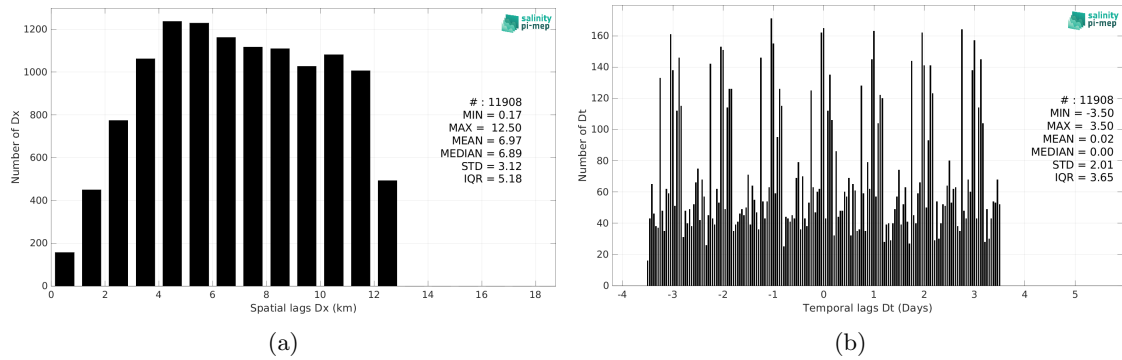 1200
1000
800
600
400
200
0
Number of Dx
salinity
pi-mep
# : 11908
MIN = 0.17
MAX = 12.50
MEAN = 6.97
MEDIAN = 6.89
STD = 3.12
IQR = 5.18
0 2 4 6 8 10 12 14 16 18
Spatial lags Dx (km)
(a)
160
140
120
100
80
60
40
20
0
Number of Dt
salinity
pi-mep
# : 11908
MIN = -3.50
MAX = 3.50
MEAN = 0.02
MEDIAN = 0.00
STD = 2.01
IQR = 3.65
-4 -3 -2 -1 0 1 2 3 4 5
Temporal lags Dt (Days)
(b)